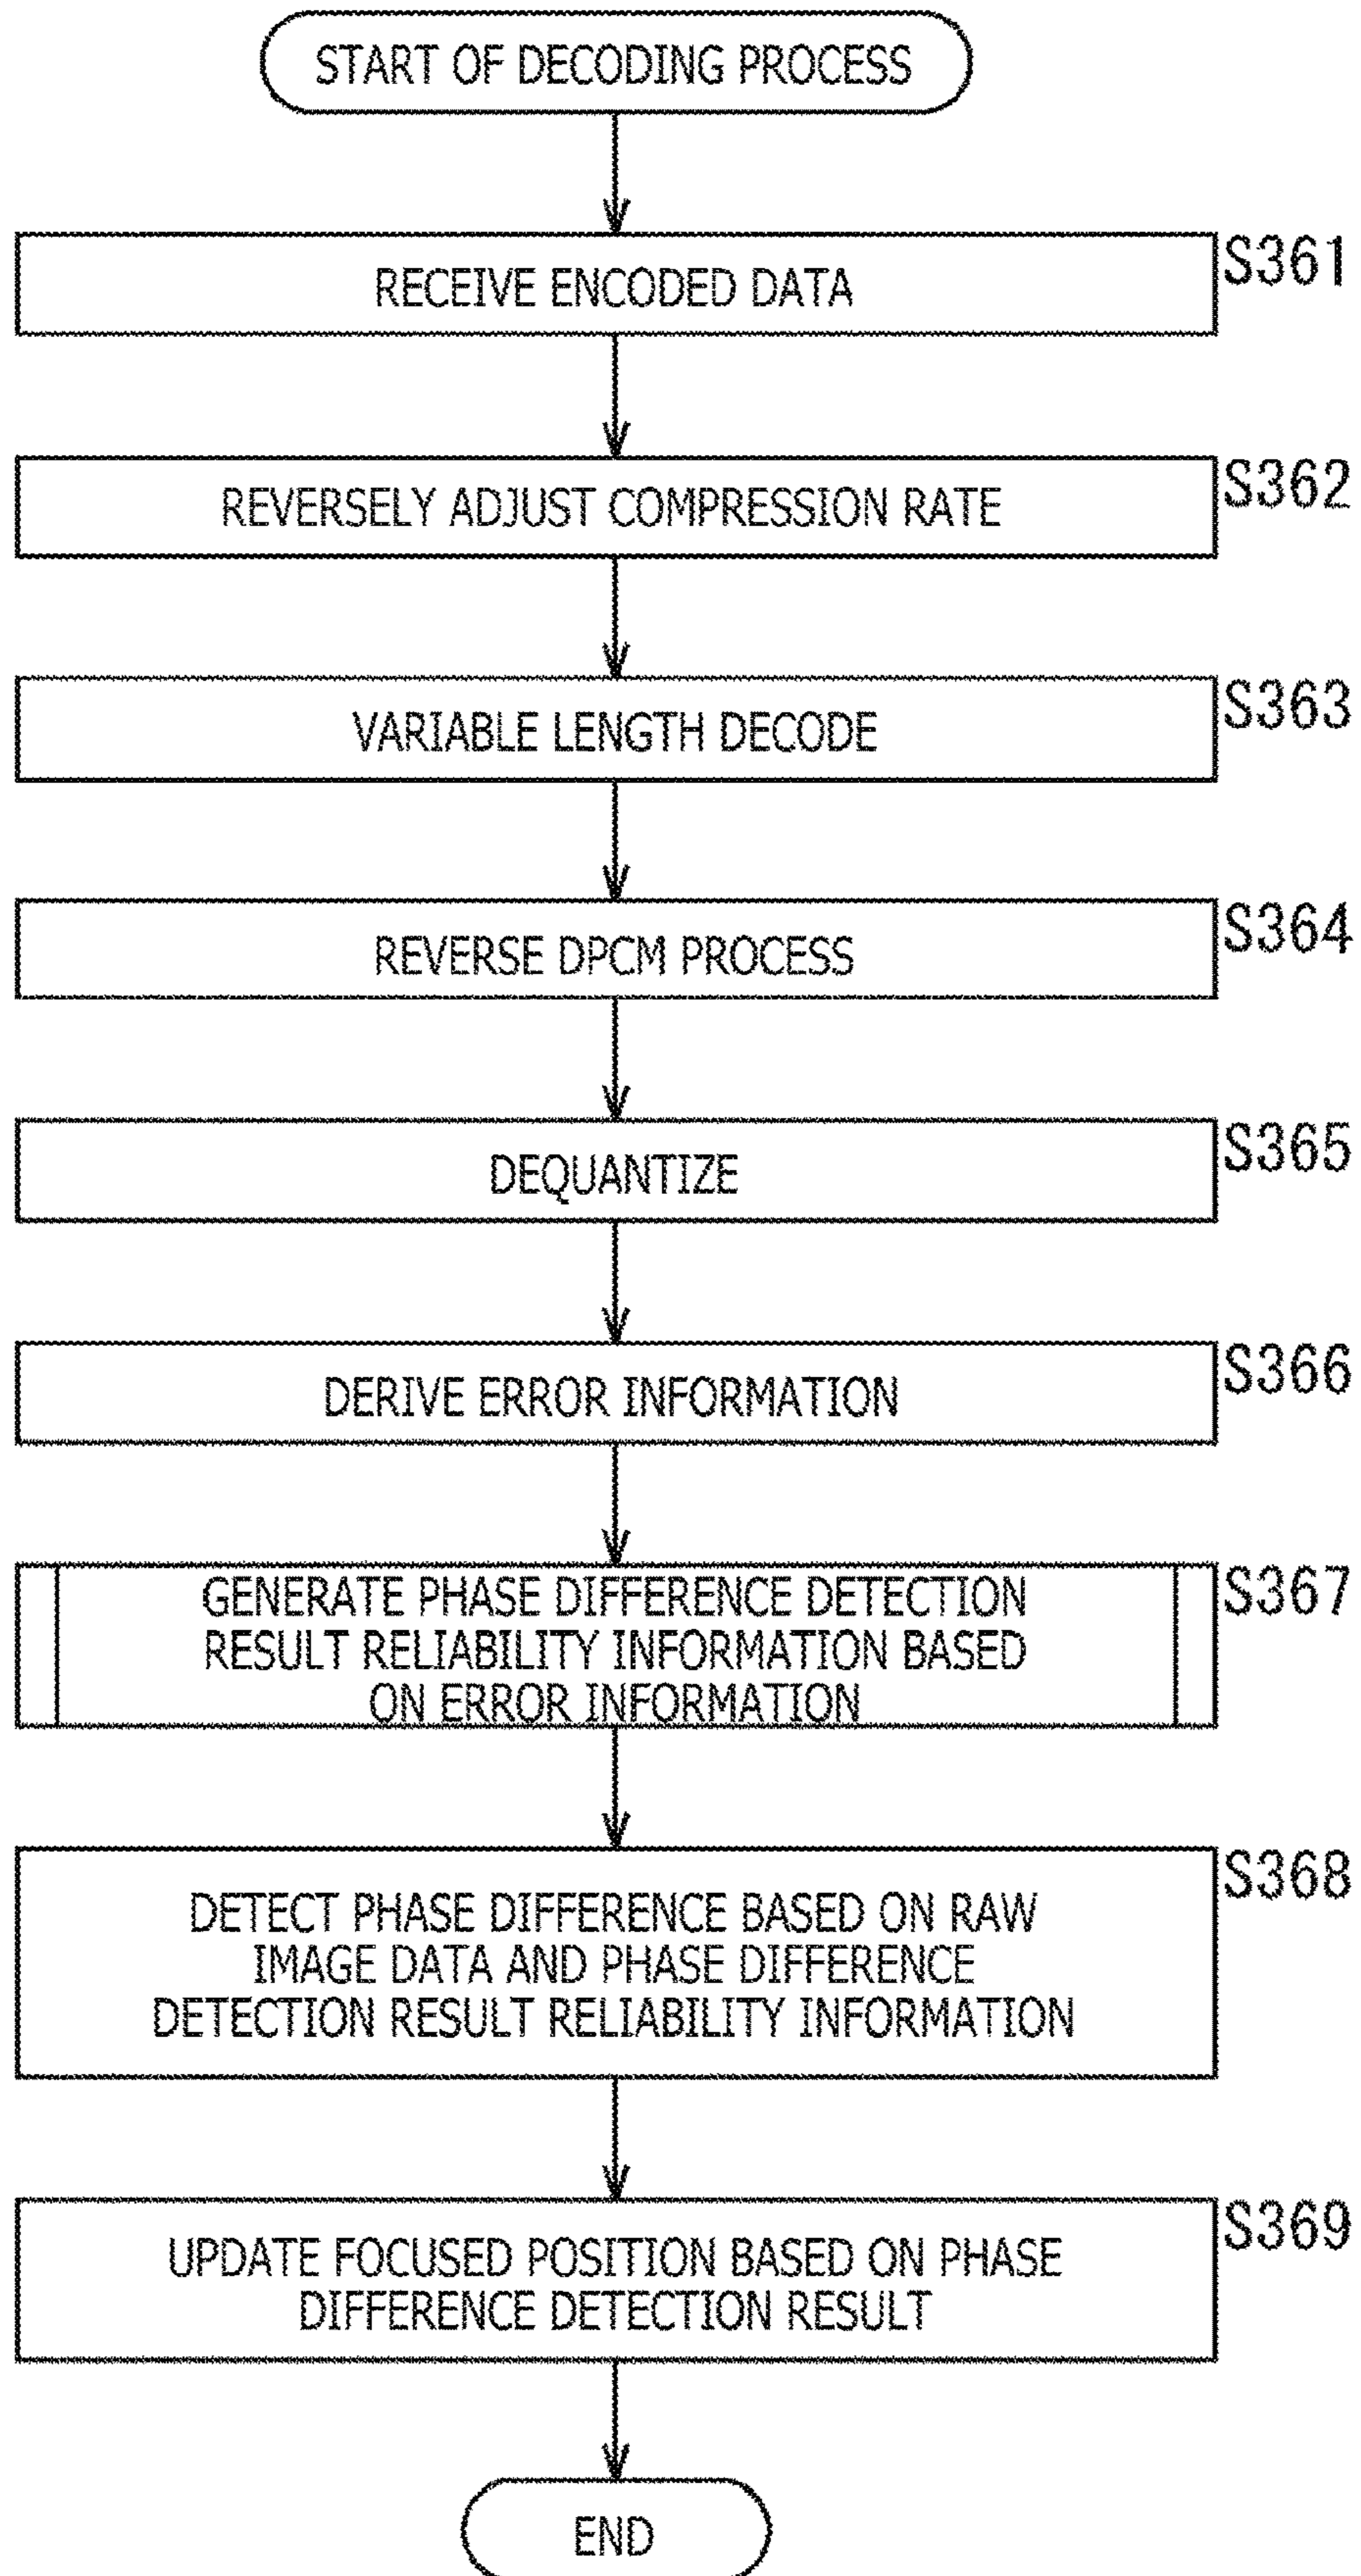 START OF DECODING PROCESS
RECEIVE ENCODED DATA
S361
REVERSELY ADJUST COMPRESSION RATE
S362
VARIABLE LENGTH DECODE
S363
REVERSE DPCM PROCESS
S364
DEQUANTIZE
S365
DERIVE ERROR INFORMATION
S366
GENERATE PHASE DIFFERENCE DETECTION
RESULT RELIABILITY INFORMATION BASED
ON ERROR INFORMATION
S367
DETECT PHASE DIFFERENCE BASED ON RAW
IMAGE DATA AND PHASE DIFFERENCE
DETECTION RESULT RELIABILITY INFORMATION
S368
UPDATE FOCUSED POSITION BASED ON PHASE
DIFFERENCE DETECTION RESULT
S369
END